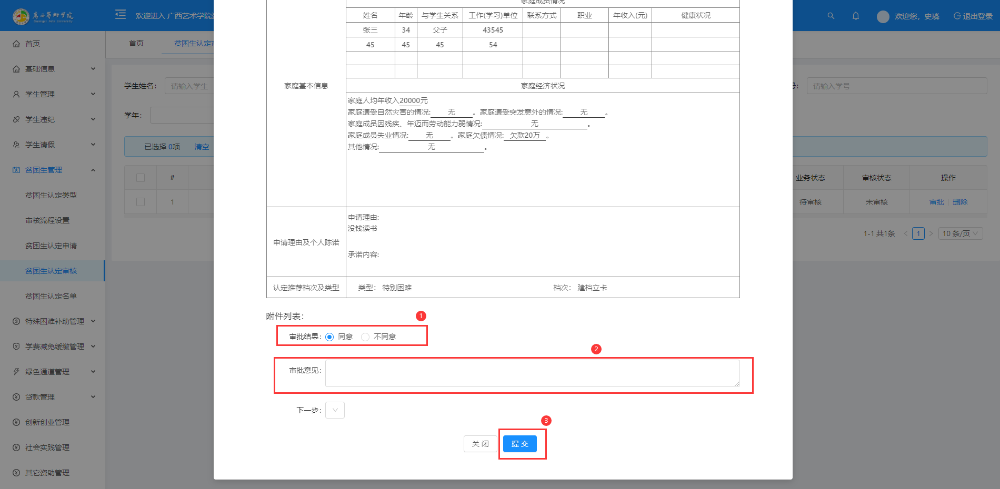 广西艺术学院
Guangxi Arts University
欢迎进入 广西艺术学院
欢迎您，史璘
退出登录
首页
基础信息
学生管理
学生违纪
学生请假
贫困生管理
贫困生认定类型
审核流程设置
贫困生认定申请
贫困生认定审核
贫困生认定名单
特殊困难补助管理
学费减免缓缴管理
绿色通道管理
贷款管理
创新创业管理
社会实践管理
其它资助管理
首页 贫困生认定审
学生姓名： 请输入学生
号： 请输入学号
学年：
已选择 0项 清空
# 业务状态 审核状态 操作
1 待审核 未审核 审批 删除
1-1 共1条 < 1 > 10 条/页
家庭成员情况
姓名 年龄 与学生关系 工作(学习)单位 联系方式 职业 年收入(元) 健康状况
张三 34 父子 43545
45 45 45 54
家庭基本信息
家庭经济状况
家庭人均年收入20000元
家庭遭受自然灾害的情况:无。家庭遭受突发意外的情况:无。
家庭成员因残疾、年迈而劳动能力弱情况:无。
家庭成员失业情况:无。家庭欠债情况:欠款20万。
其他情况:无。
申请理由及个人陈诺
申请理由:
没钱读书
承诺内容:
认定推荐档次及类型 类型： 特别困难 档次： 建档立卡
附件列表：
1
审批结果： 同意 不同意
2
审批意见：
下一步：
3
关 闭 提 交